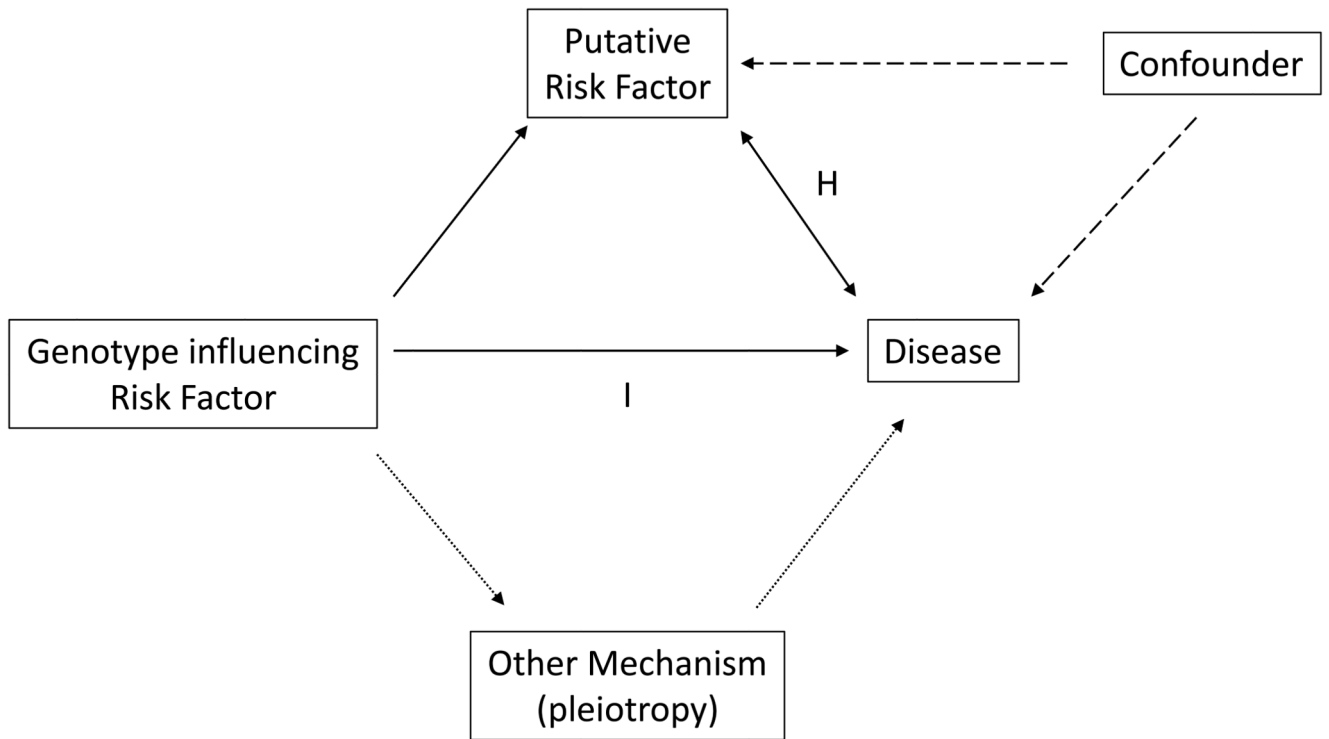 Putative
Risk Factor
Confounder
H
Genotype influencing
Risk Factor
Disease
I
Other Mechanism
(pleiotropy)